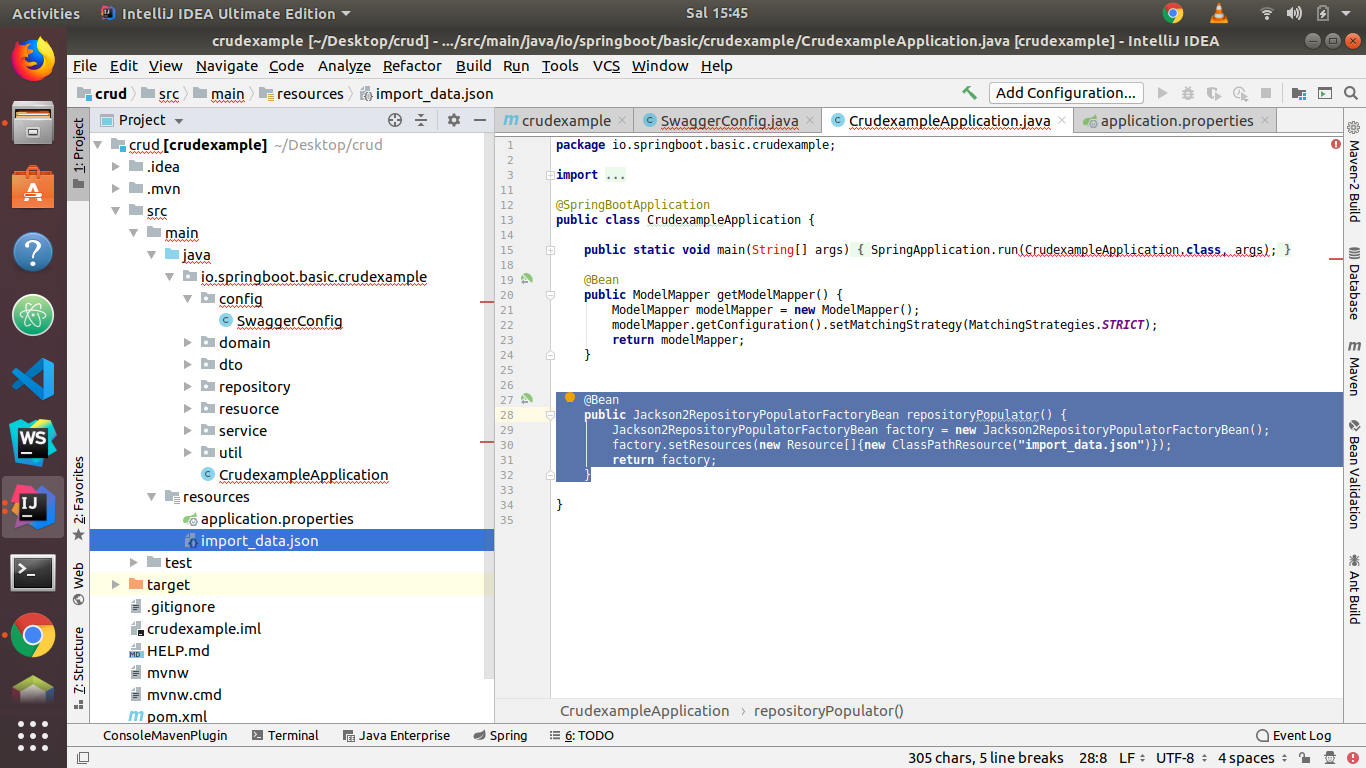 Activities IntelliJ IDEA Ultimate Edition Sal 15:45
crudexample [~/Desktop/crud] - .../src/main/java/io/springboot/basic/crudexample/CrudexampleApplication.java [crudexample] - IntelliJ IDEA
File Edit View Navigate Code Analyze Refactor Build Run Tools VCS Window Help
crud src main resources import_data.json Add Configuration...
Project
crudexample SwaggerConfig.java CrudexampleApplication.java application.properties
1: Project
2: Favorites
Web
7: Structure
crud [crudexample] ~/Desktop/crud
.idea
.mvn
src
main
java
io.springboot.basic.crudexample
config
SwaggerConfig
domain
dto
repository
resuorce
service
util
CrudexampleApplication
resources
application.properties
import_data.json
test
target
.gitignore
crudexample.iml
HELP.md
mvnw
mvnw.cmd
pom.xml
1 package io.springboot.basic.crudexample;
2
3 import ...
11
12 @SpringBootApplication
13 public class CrudexampleApplication {
14
15 public static void main(String[] args) { SpringApplication.run(CrudexampleApplication.class, args); }
18
19 @Bean
20 public ModelMapper getModelMapper() {
21 ModelMapper modelMapper = new ModelMapper();
22 modelMapper.getConfiguration().setMatchingStrategy(MatchingStrategies.STRICT);
23 return modelMapper;
24 }
25
26
27 @Bean
28 public Jackson2RepositoryPopulatorFactoryBean repositoryPopulator() {
29 Jackson2RepositoryPopulatorFactoryBean factory = new Jackson2RepositoryPopulatorFactoryBean();
30 factory.setResources(new Resource[]{new ClassPathResource("import_data.json")});
31 return factory;
32 }
33
34 }
35
Maven-2 Build
Database
Maven
Bean Validation
Ant Build
CrudexampleApplication › repositoryPopulator()
ConsoleMavenPlugin Terminal Java Enterprise Spring 6: TODO Event Log
305 chars, 5 line breaks 28:8 LF UTF-8 4 spaces